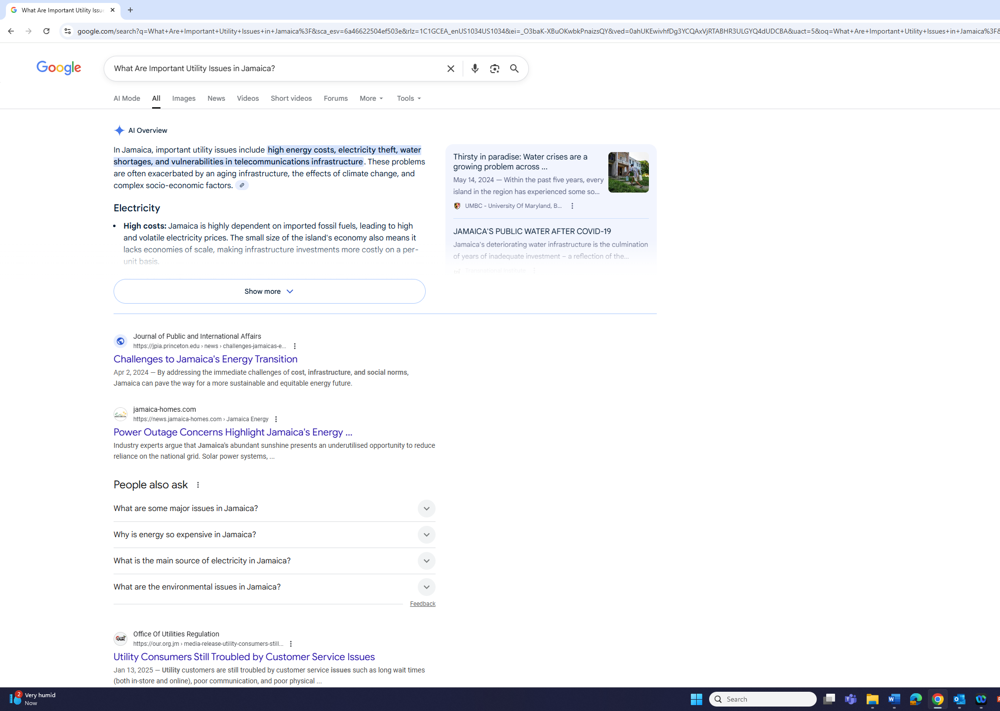 What Are Important Utility Issue
google.com/search?q=What+Are+Important+Utility+Issues+in+Jamaica%3F&sca_esv=6a46622504ef503e&rlz=1C1GCEA_enUS1034US1034&ei=_O3baK-XBuOKwbkPnaizsQY&ved=0ahUKEwivhfDg3YCQAxVjRTABHR3ULGYQ4dUDCBA&uact=5&oq=What+Are+Important+Utility+Issues+in+Jamaica%3F&
Google
What Are Important Utility Issues in Jamaica?
AI Mode All Images News Videos Short videos Forums More Tools
AI Overview
In Jamaica, important utility issues include high energy costs, electricity theft, water
shortages, and vulnerabilities in telecommunications infrastructure. These problems
are often exacerbated by an aging infrastructure, the effects of climate change, and
complex socio-economic factors.
Electricity
• High costs: Jamaica is highly dependent on imported fossil fuels, leading to high
and volatile electricity prices. The small size of the island's economy also means it
lacks economies of scale, making infrastructure investments more costly on a per-
unit basis.
Show more
Thirsty in paradise: Water crises are a
growing problem across ...
May 14, 2024 — Within the past five years, every
island in the region has experienced some so...
UMBC - University Of Maryland, B...
JAMAICA'S PUBLIC WATER AFTER COVID-19
Jamaica's deteriorating water infrastructure is the culmination
of years of inadequate investment – a reflection of the...
Transnational Institute
Journal of Public and International Affairs
https://jpia.princeton.edu › news › challenges-jamaicas-e...
Challenges to Jamaica's Energy Transition
Apr 2, 2024 — By addressing the immediate challenges of cost, infrastructure, and social norms,
Jamaica can pave the way for a more sustainable and equitable energy future.
jamaica-homes.com
https://news.jamaica-homes.com › Jamaica Energy
Power Outage Concerns Highlight Jamaica's Energy ...
Industry experts argue that Jamaica's abundant sunshine presents an underutilised opportunity to reduce
reliance on the national grid. Solar power systems, ...
People also ask
What are some major issues in Jamaica?
Why is energy so expensive in Jamaica?
What is the main source of electricity in Jamaica?
What are the environmental issues in Jamaica?
Feedback
Office Of Utilities Regulation
https://our.org.jm › media-release-utility-consumers-still...
Utility Consumers Still Troubled by Customer Service Issues
Jan 13, 2025 — Utility customers are still troubled by customer service issues such as long wait times
(both in-store and online), poor communication, and poor physical ...
2
Very humid
Now
Search